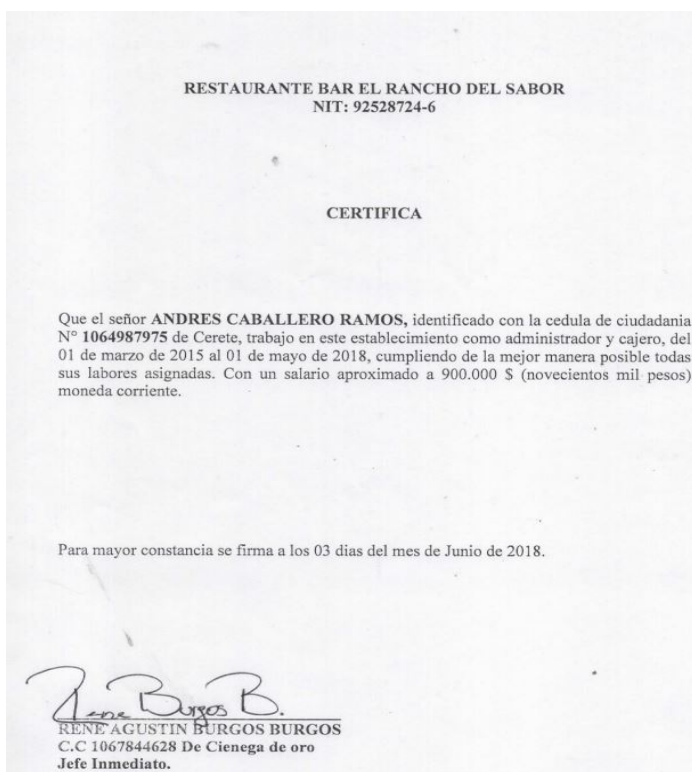 RESTAURANTE BAR EL RANCHO DEL SABOR
NIT: 92528724-6
CERTIFICA
Que el señor ANDRES CABALLERO RAMOS, identificado con la cedula de ciudadania
N° 1064987975 de Cerete, trabajo en este establecimiento como administrador y cajero, del
01 de marzo de 2015 al 01 de mayo de 2018, cumpliendo de la mejor manera posible todas
sus labores asignadas. Con un salario aproximado a 900.000 $ (novecientos mil pesos)
moneda corriente.
Para mayor constancia se firma a los 03 dias del mes de Junio de 2018.
Rene Burgos B.
RENE AGUSTIN BURGOS BURGOS
C.C 1067844628 De Cienega de oro
Jefe Inmediato.